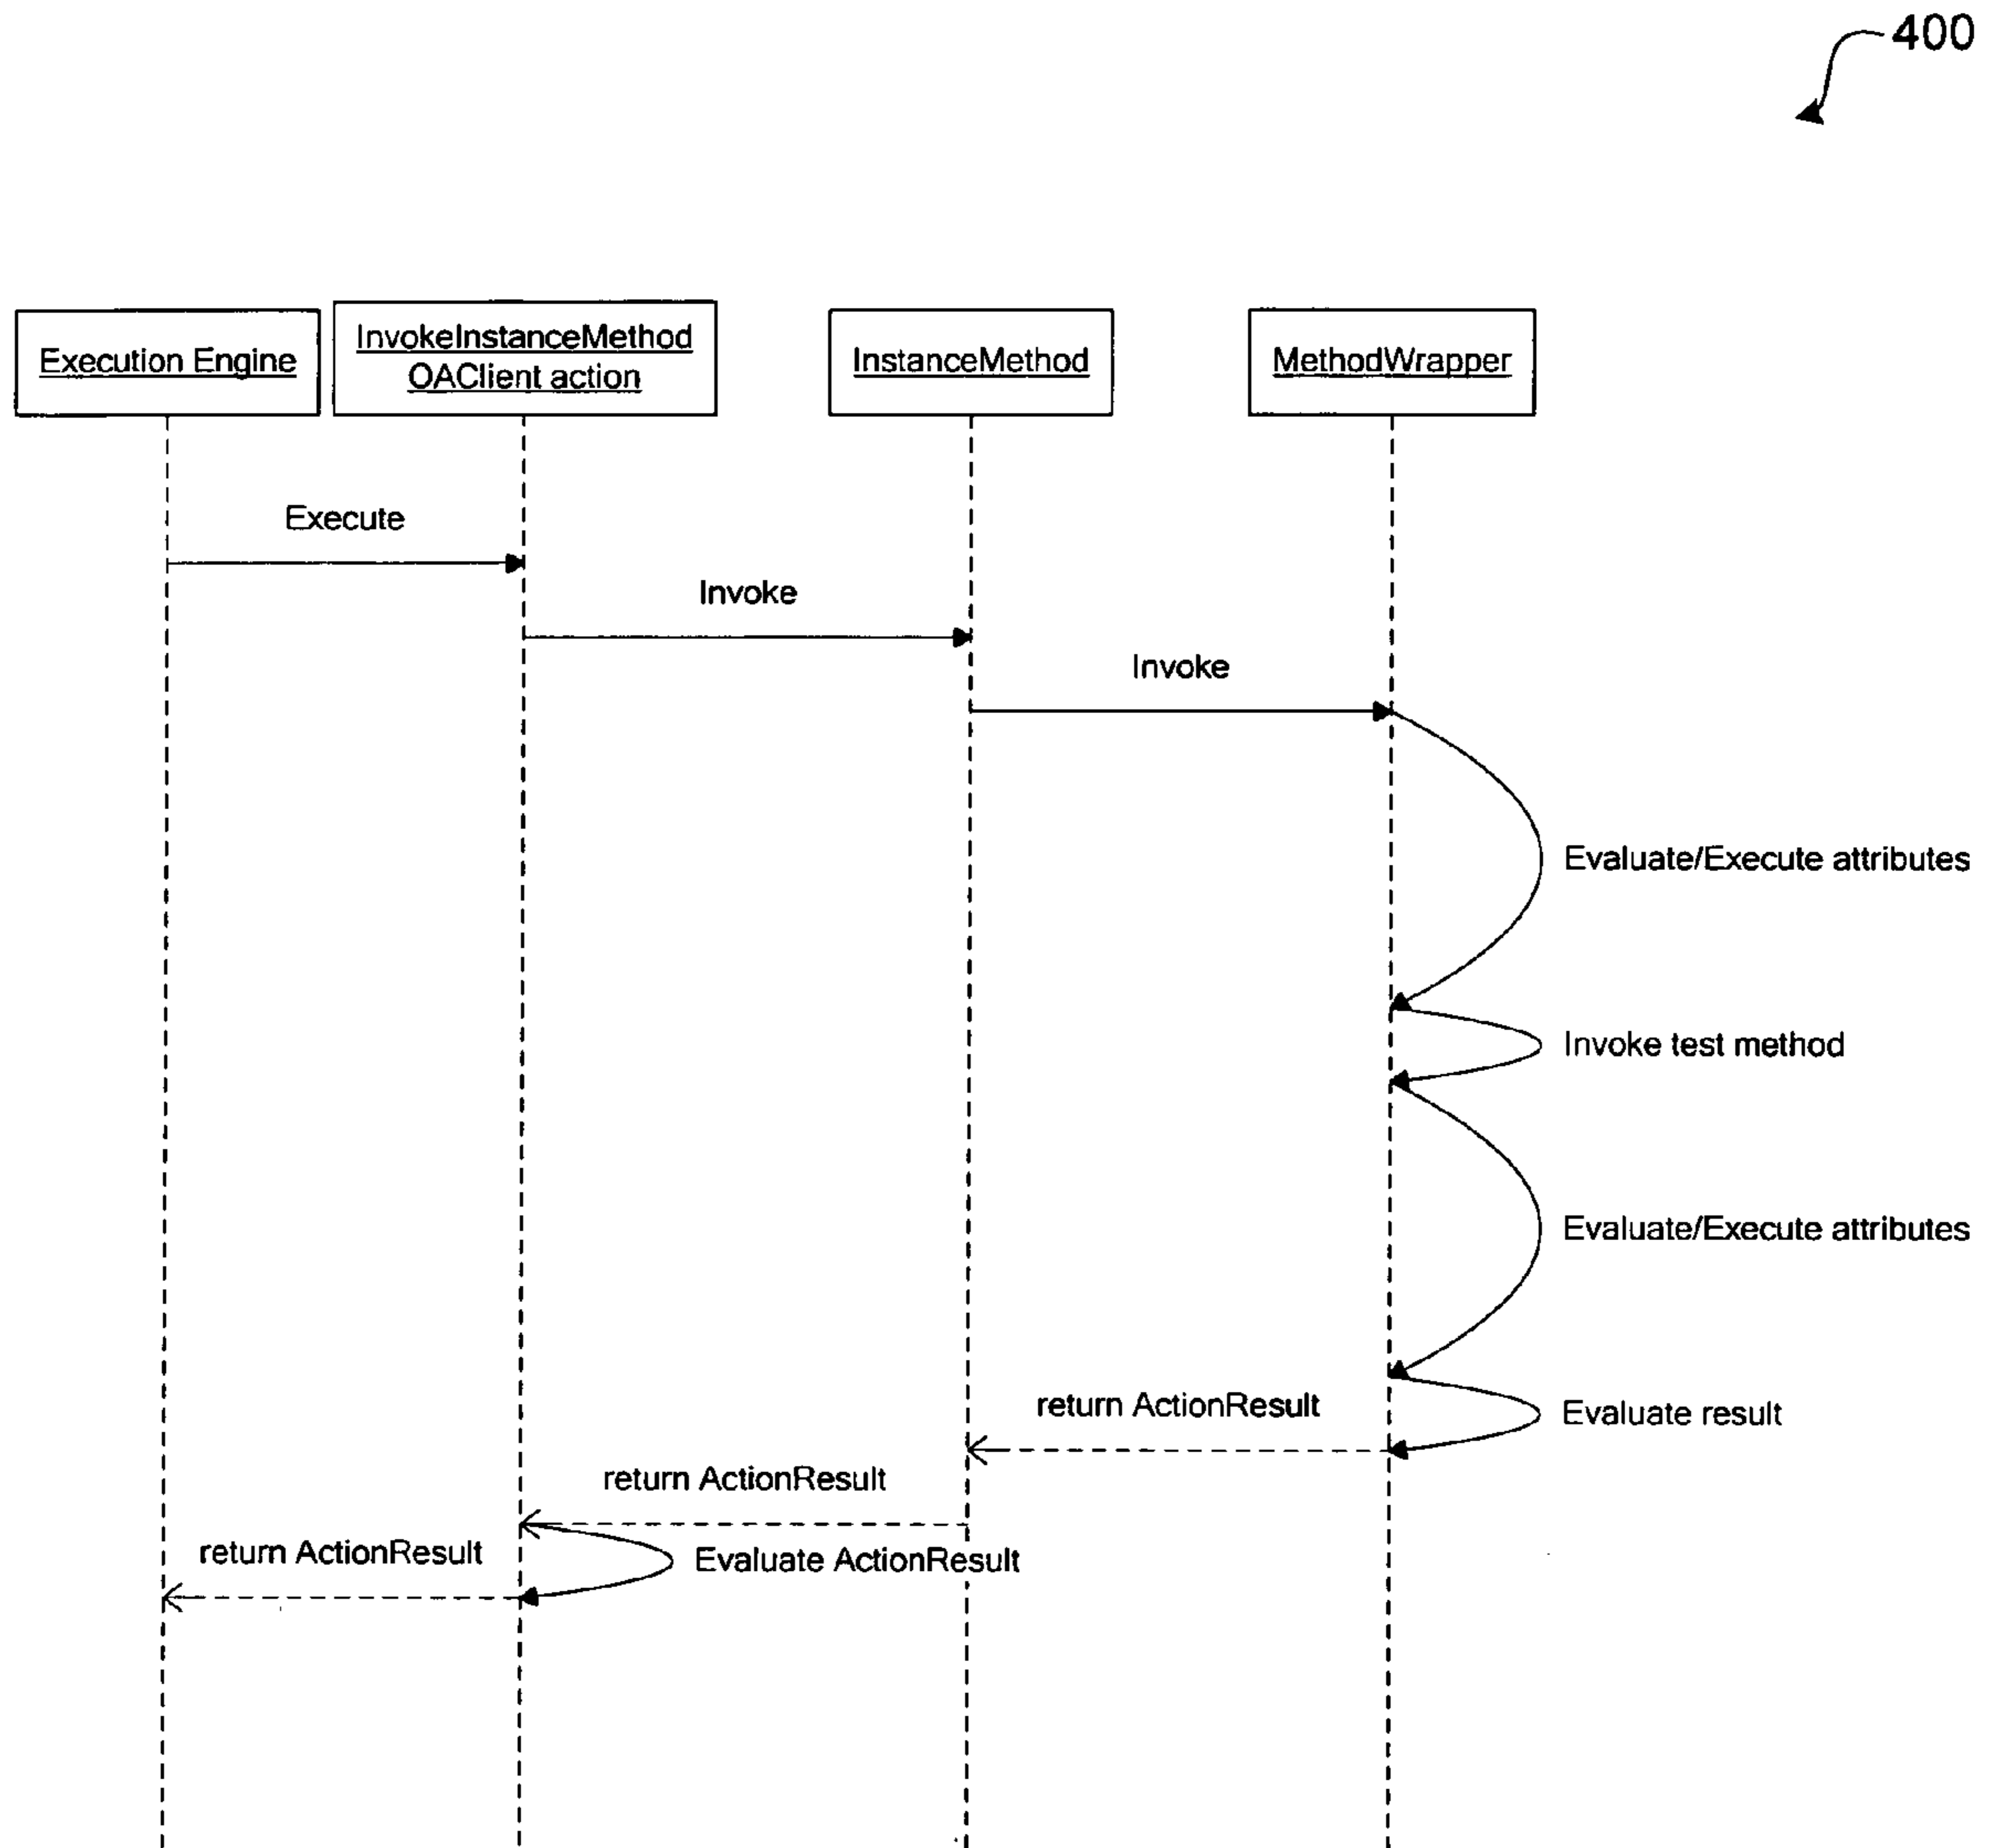 400
Execution Engine
InvokeInstanceMethod
OAClient action
InstanceMethod
MethodWrapper
Execute
Invoke
Invoke
Evaluate/Execute attributes
Invoke test method
Evaluate/Execute attributes
return ActionResult
Evaluate result
return ActionResult
return ActionResult
Evaluate ActionResult